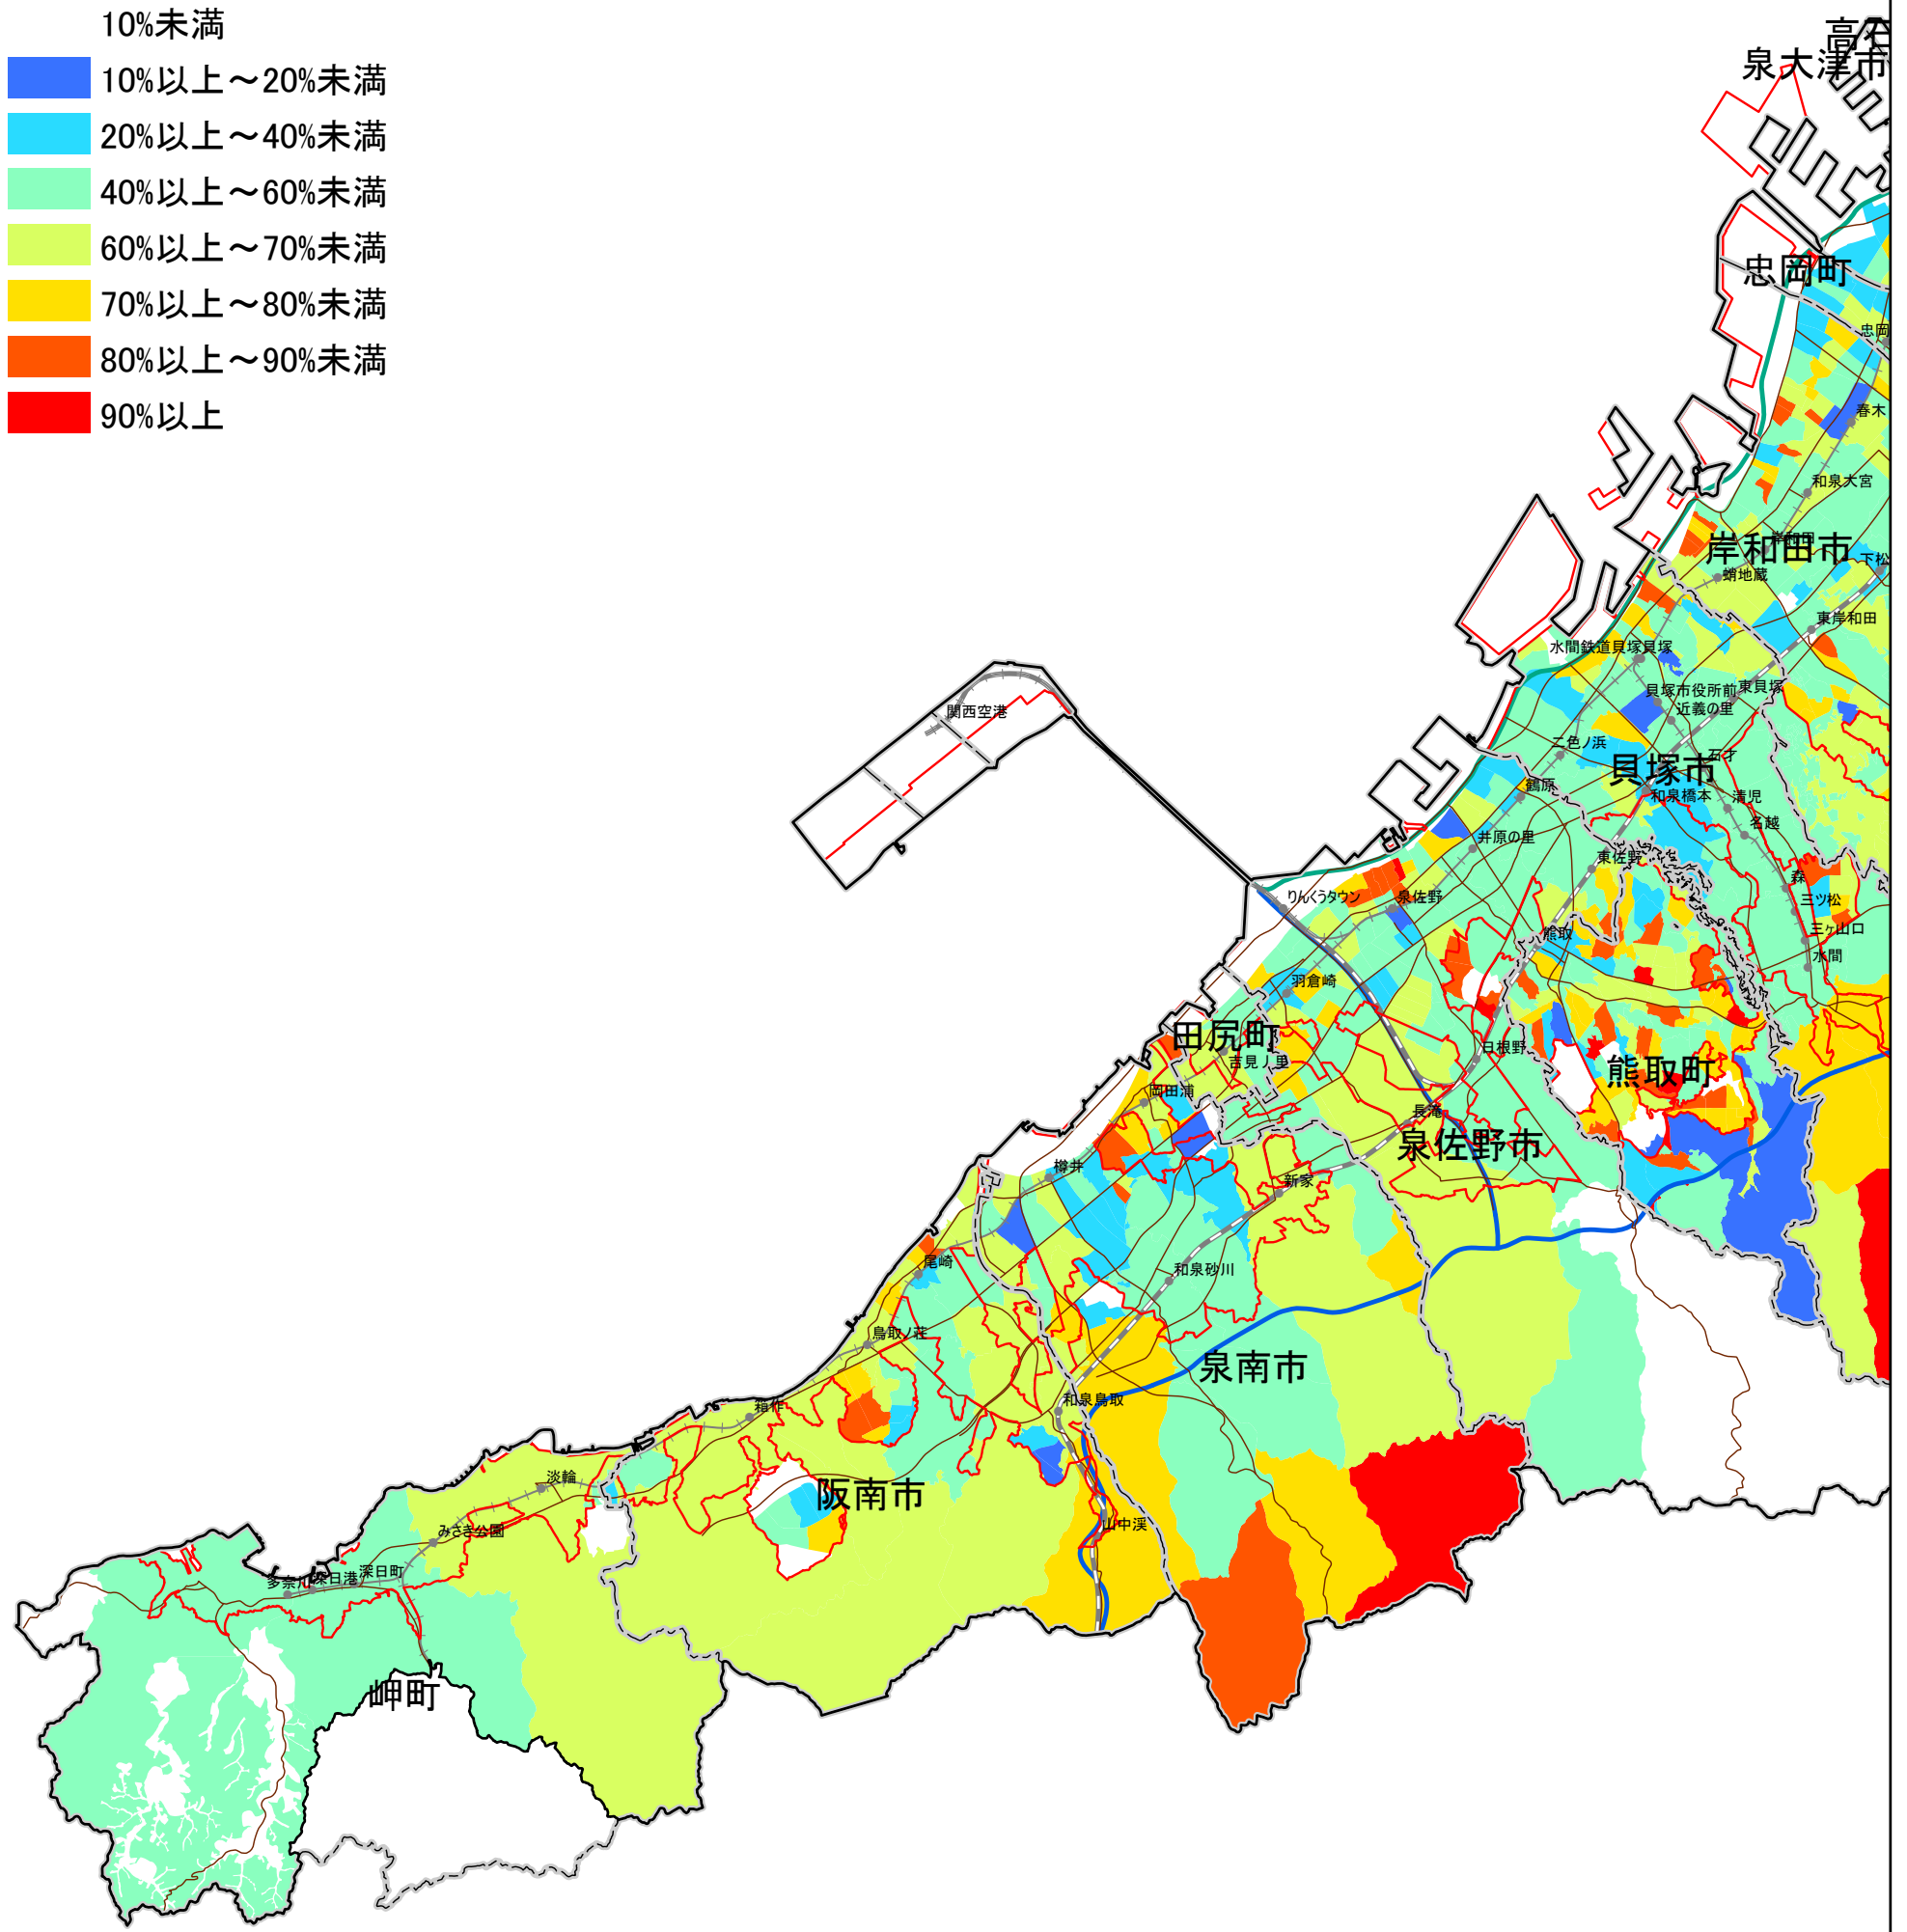 10%未満
10%以上～20%未満
20%以上～40%未満
40%以上～60%未満
60%以上～70%未満
70%以上～80%未満
80%以上～90%未満
90%以上
高石
泉大津市
忠岡町
忠岡
春木
和泉大宮
岸和田市
岸和田
下松
蛸地蔵
東岸和田
水間鉄道貝塚
貝塚
貝塚市役所前
東貝塚
近義の里
関西空港
二色ノ浜
石才
貝塚市
鶴原
和泉橋本
清児
名越
井原の里
東佐野
森
りんくうタウン
泉佐野
三ツ松
三ヶ山口
熊取
水間
羽倉崎
田尻町
吉見ノ里
日根野
熊取町
岡田浦
長滝
泉佐野市
樽井
新家
尾崎
和泉砂川
鳥取ノ荘
泉南市
箱作
和泉鳥取
淡輪
阪南市
みさき公園
山中渓
多奈川
深日港
深日町
岬町